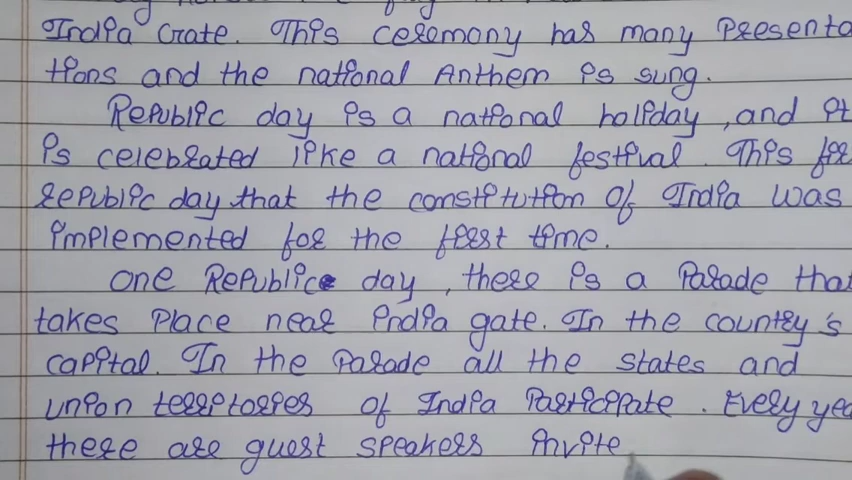 India Gate. This ceremony has many presenta
tions and the national Anthem is sung.
Republic day is a national holiday, and it
is celebrated like a national festival. This for
republic day that the constitution of India was
implemented for the first time.
One Republic day, there is a Parade that
takes place near India gate. In the country's
capital. In the parade all the states and
union territories of India Participate. Every yea
there are guest speakers invite